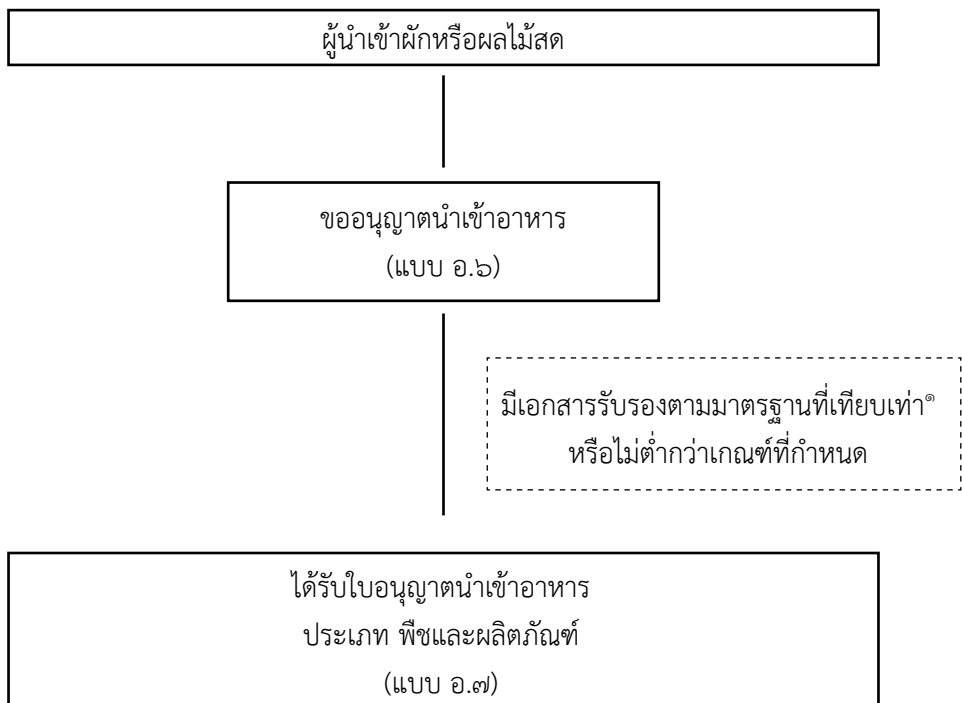 ผู้นำเข้าผักหรือผลไม้สด
ขออนุญาตนำเข้าอาหาร
(แบบ อ.๖)
มีเอกสารรับรองตามมาตรฐานที่เทียบเท่า๑
หรือไม่ต่ำกว่าเกณฑ์ที่กำหนด
ได้รับใบอนุญาตนำเข้าอาหาร
ประเภท พืชและผลิตภัณฑ์
(แบบ อ.๗)